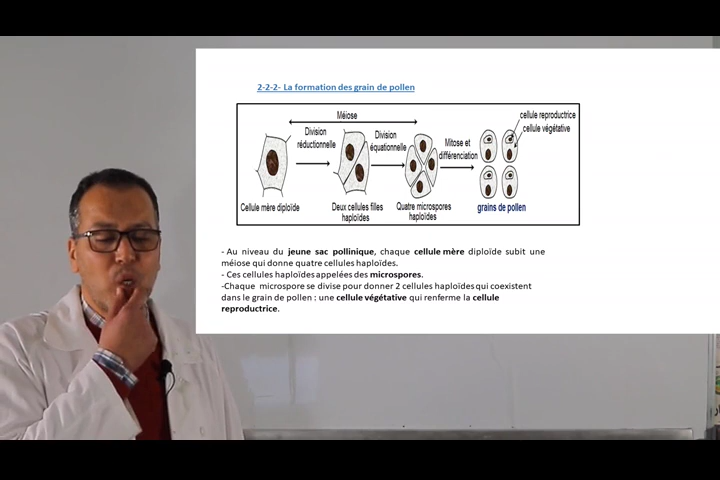 2-2-2- La formation des grain de pollen
Méiose
Division
réductionnelle
Division
équationnelle
Mitose et
différenciation
cellule reproductrice
cellule végétative
Cellule mère diploïde
Deux cellules filles
haploïdes
Quatre microspores
haploïdes
grains de pollen
- Au niveau du jeune sac pollinique, chaque cellule mère diploïde subit une
méiose qui donne quatre cellules haploïdes.
- Ces cellules haploïdes appelées des microspores.
-Chaque microspore se divise pour donner 2 cellules haploïdes qui coexistent
dans le grain de pollen : une cellule végétative qui renferme la cellule
reproductrice.